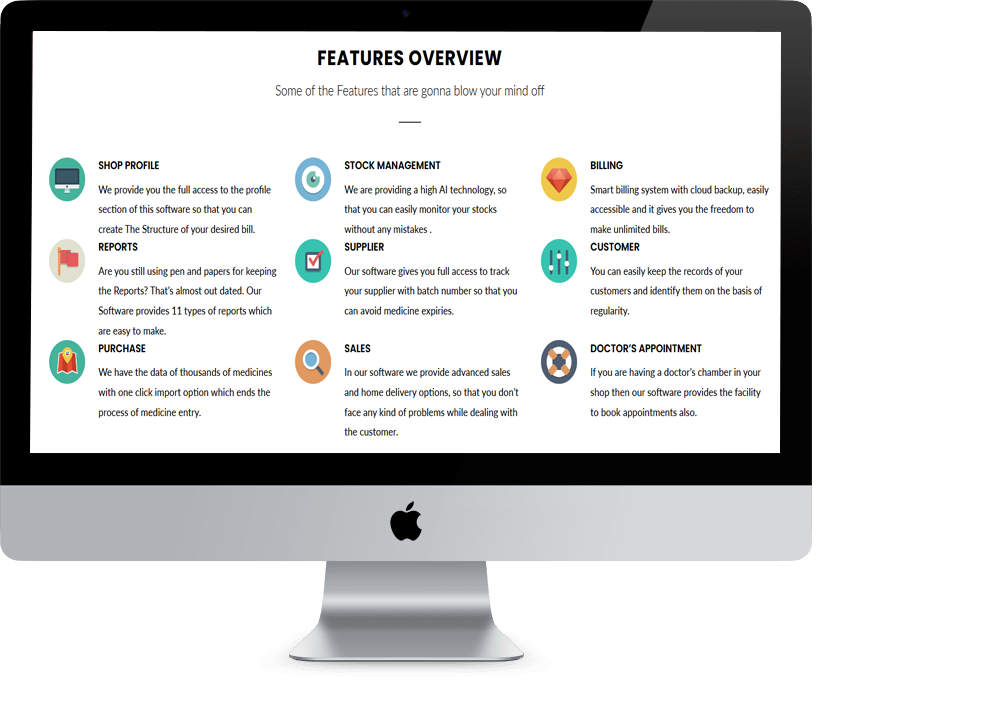 FEATURES OVERVIEW
Some of the Features that are gonna blow your mind off
SHOP PROFILE
We provide you the full access to the profile
section of this software so that you can
create The Structure of your desired bill.
STOCK MANAGEMENT
We are providing a high AI technology, so
that you can easily monitor your stocks
without any mistakes .
BILLING
Smart billing system with cloud backup, easily
accessible and it gives you the freedom to
make unlimited bills.
REPORTS
Are you still using pen and papers for keeping
the Reports? That's almost out dated. Our
Software provides 11 types of reports which
are easy to make.
SUPPLIER
Our software gives you full access to track
your supplier with batch number so that you
can avoid medicine expiries.
CUSTOMER
You can easily keep the records of your
customers and identify them on the basis of
regularity.
PURCHASE
We have the data of thousands of medicines
with one click import option which ends the
process of medicine entry.
SALES
In our software we provide advanced sales
and home delivery options, so that you don't
face any kind of problems while dealing with
the customer.
DOCTOR'S APPOINTMENT
If you are having a doctor's chamber in your
shop then our software provides the facility
to book appointments also.